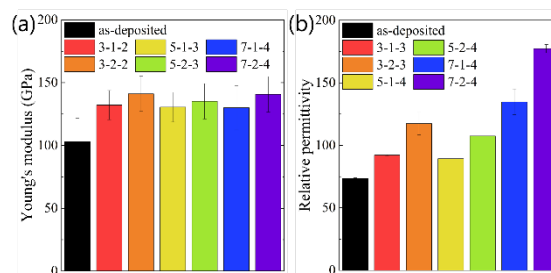 (a)
200
150
100
50
0
Young's modulus (GPa)
as-deposited
3-1-2 5-1-3 7-1-4
3-2-2 5-2-3 7-2-4
(b)
200
150
100
50
0
Relative permittivity
as-deposited
3-1-3 5-2-4
3-2-3 7-1-4
5-1-4 7-2-4